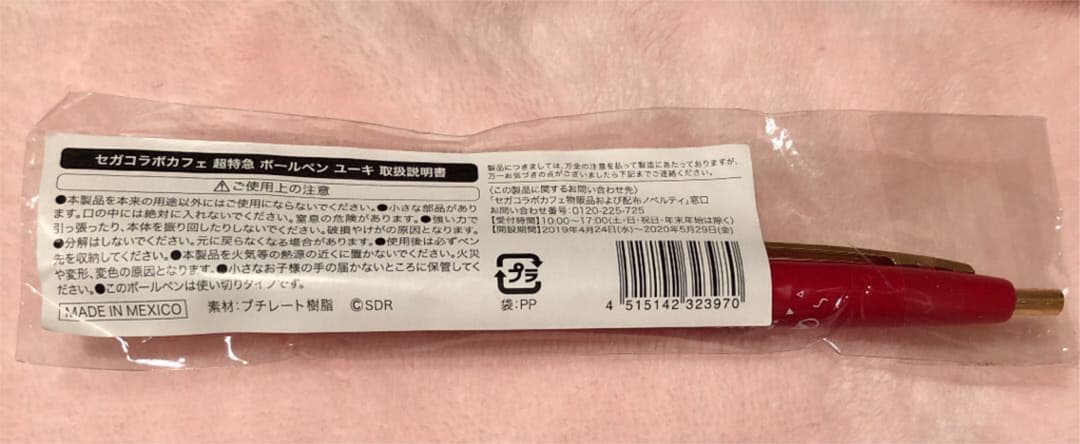 セガコラボカフェ 超特急 ボールペン ユーキ 取扱説明書
⚠ご使用上の注意
●本製品を本来の用途以外にはご使用にならないでください。●小さな部品があり
ます。口の中には絶対に入れないでください。窒息の危険があります。●強い力で
引っ張ったり、本体を振り回したりしないでください。破損やけがの原因となります。
●分解はしないでください。元に戻らなくなる場合があります。●使用後は必ずペン
先を収納してください。●本製品を火気等の熱源の近くに置かないでください。火災
や変形、変色の原因となります。●小さなお子様の手の届かないところに保管してく
ださい。●このボールペンは使い切りタイプです。
MADE IN MEXICO 素材:ブチレート樹脂 ©SDR
製品につきましては、万全の注意を払って製造にあたっておりますが、
万一お気づきの点がございましたら下記までご連絡ください。
〈この製品に関するお問い合わせ先〉
「セガコラボカフェ物販品および配布ノベルティ」窓口
お問い合わせ番号:0120-225-725
【受付時間】10:00~17:00(土・日・祝日・年末年始は除く)
【開設期間】2019年4月24日(水)~2020年5月29日(金)
プラ
袋:PP
4 515142 323970